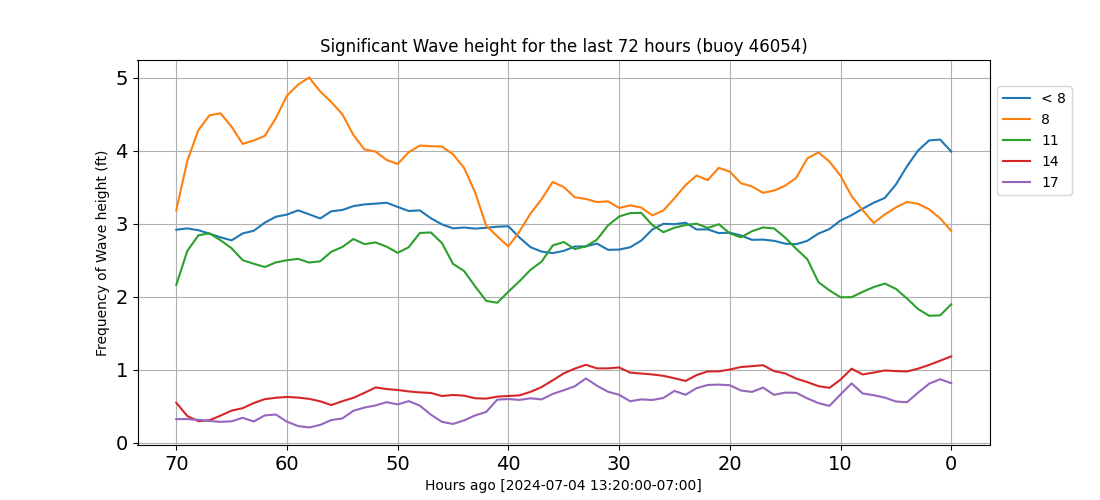 Significant Wave height for the last 72 hours (buoy 46054)
Frequency of Wave height (ft)
5
4
3
2
1
0
70 60 50 40 30 20 10 0
Hours ago [2024-07-04 13:20:00-07:00]
< 8
8
11
14
17